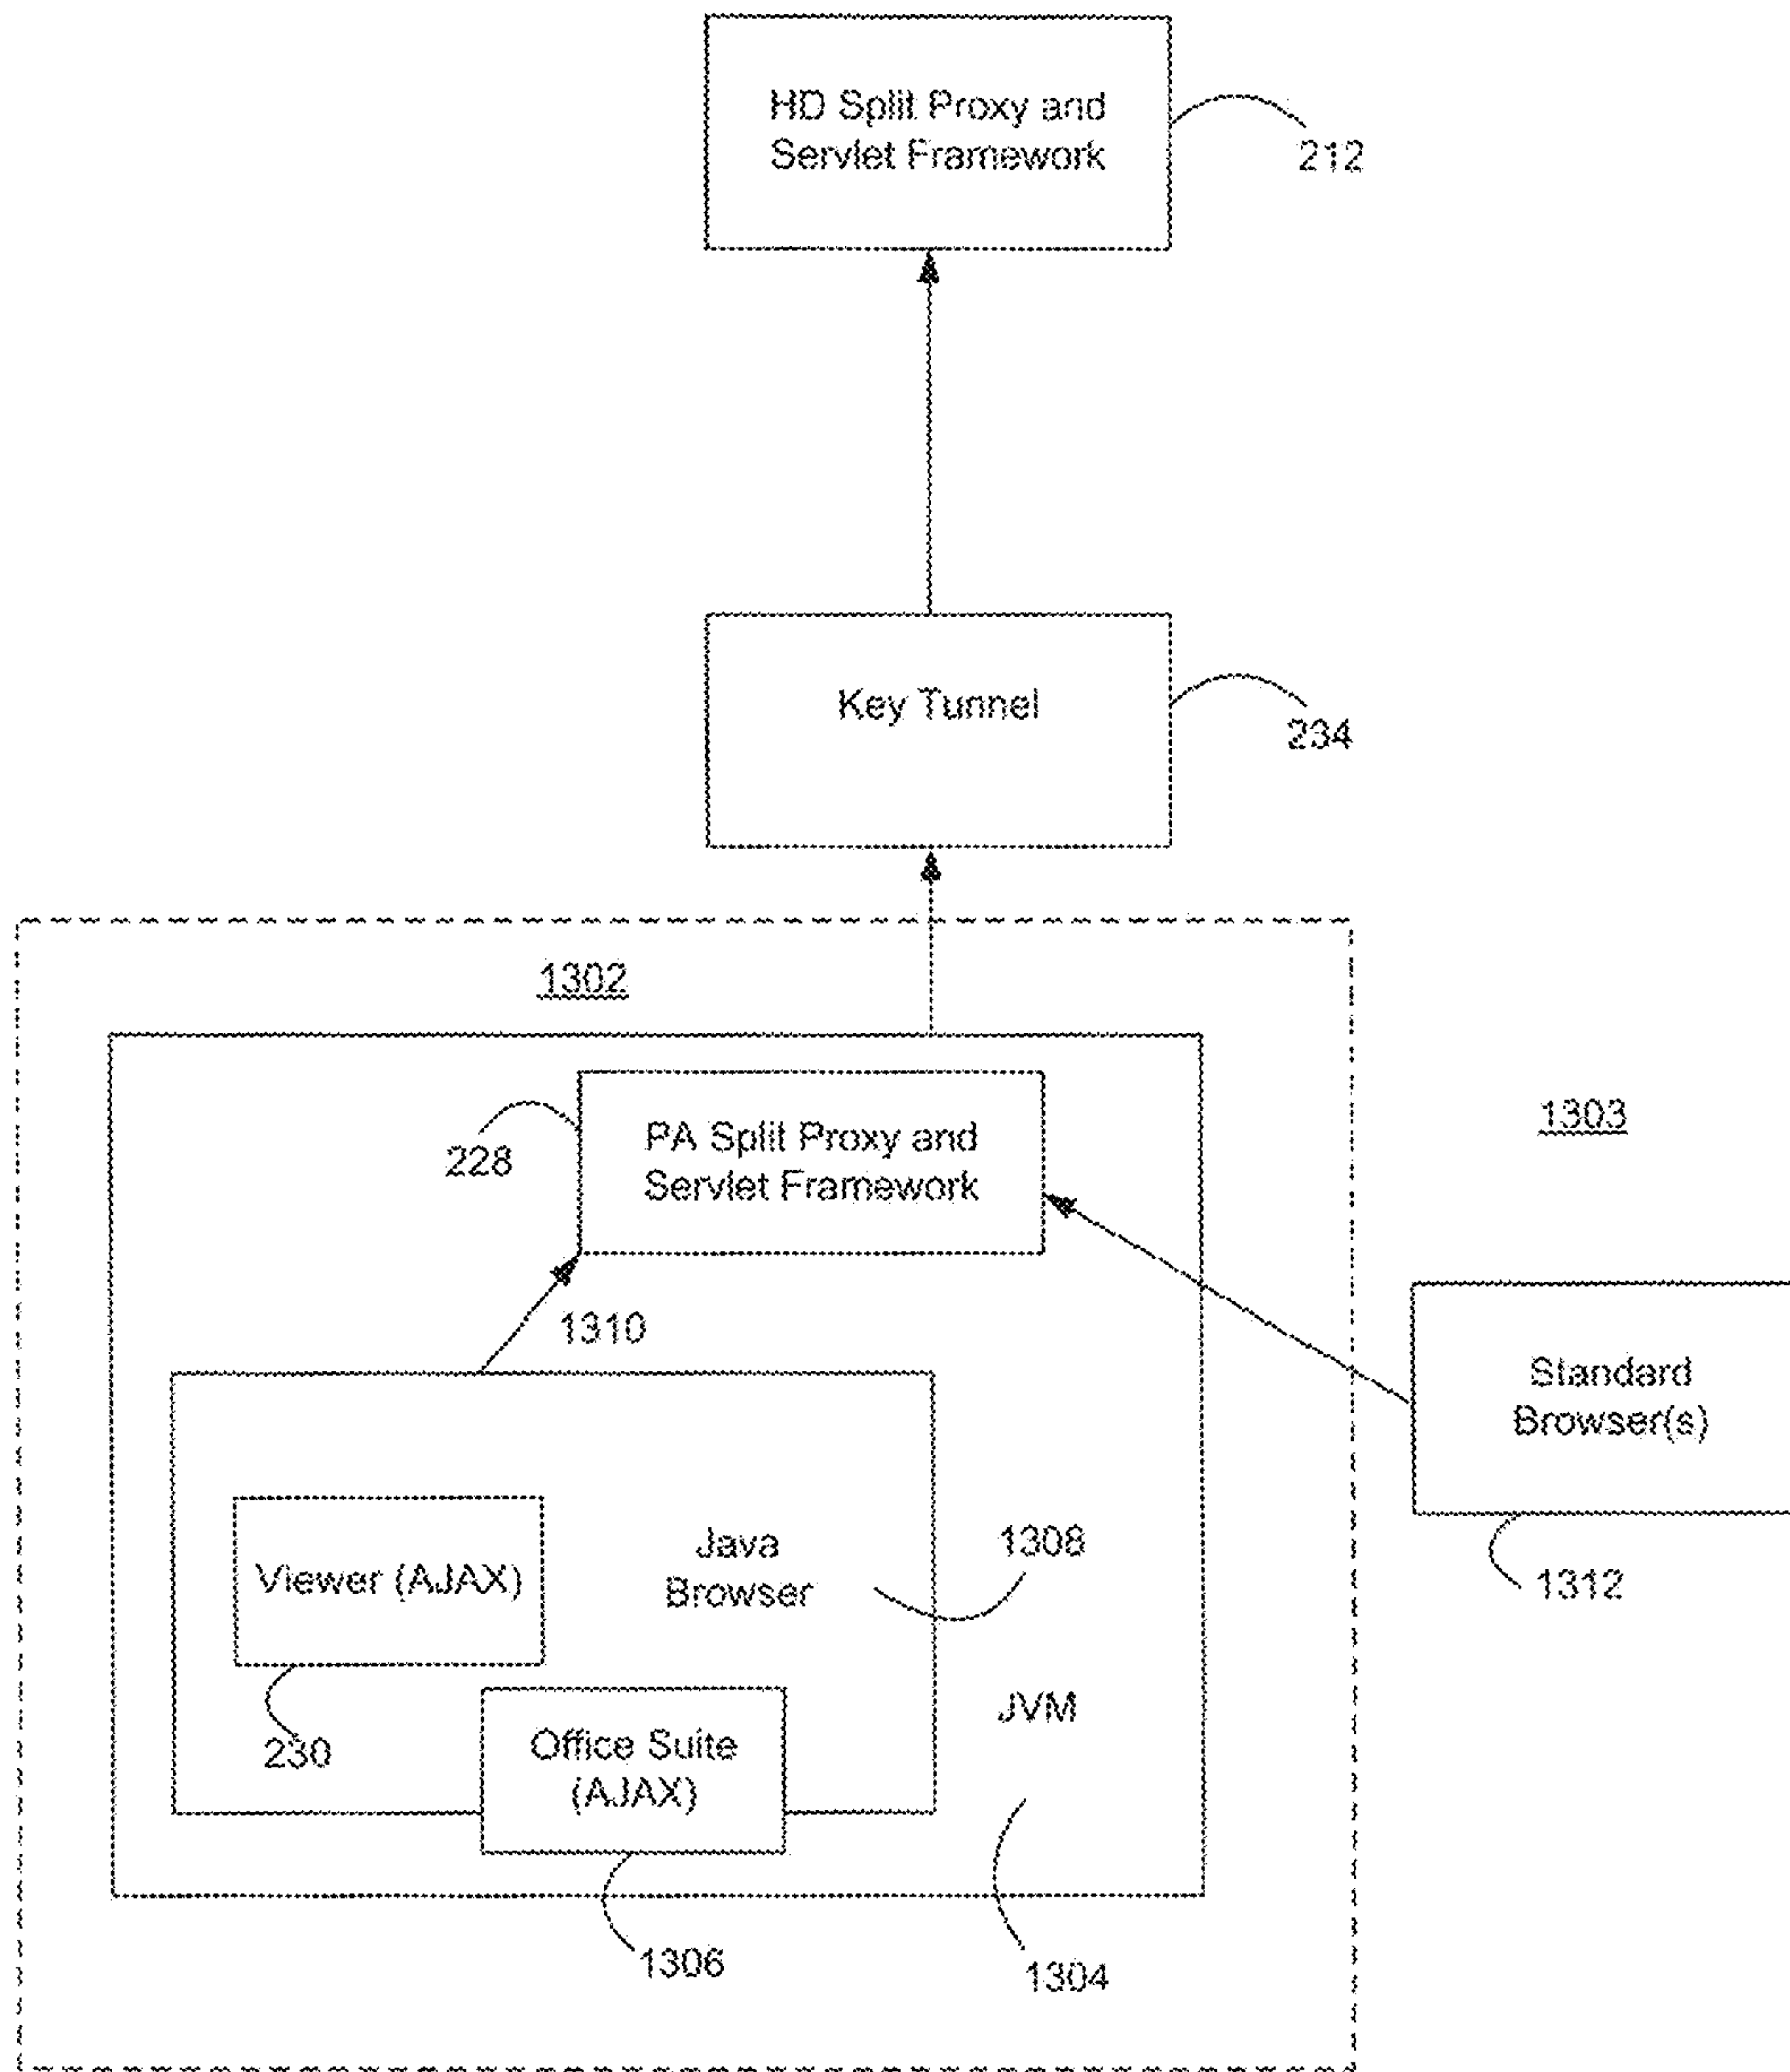 HD Split Proxy and
Servlet Framework
212
Key Tunnel
234
1302
PA Split Proxy and
Servlet Framework
228
1303
1310
Standard
Browser(s)
1312
Java
Browser
1308
Viewer (AJAX)
230
Office Suite
(AJAX)
JVM
1306
1304